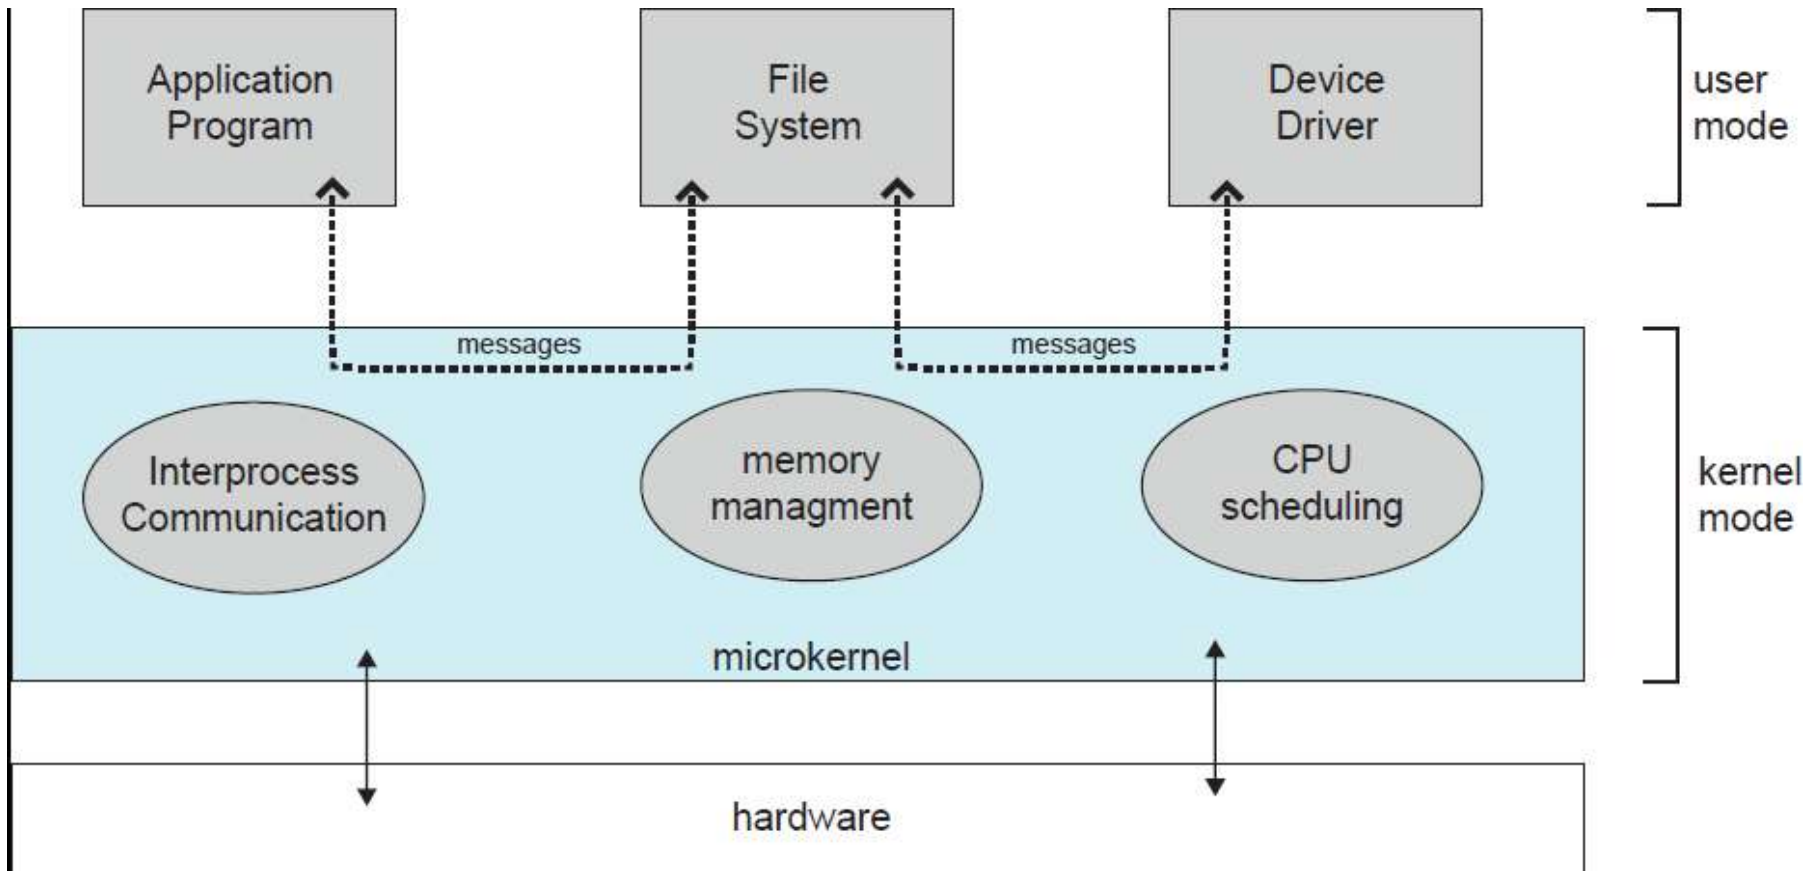 Application
Program
File
System
Device
Driver
user
mode
messages
messages
Interprocess
Communication
memory
managment
CPU
scheduling
kernel
mode
microkernel
hardware